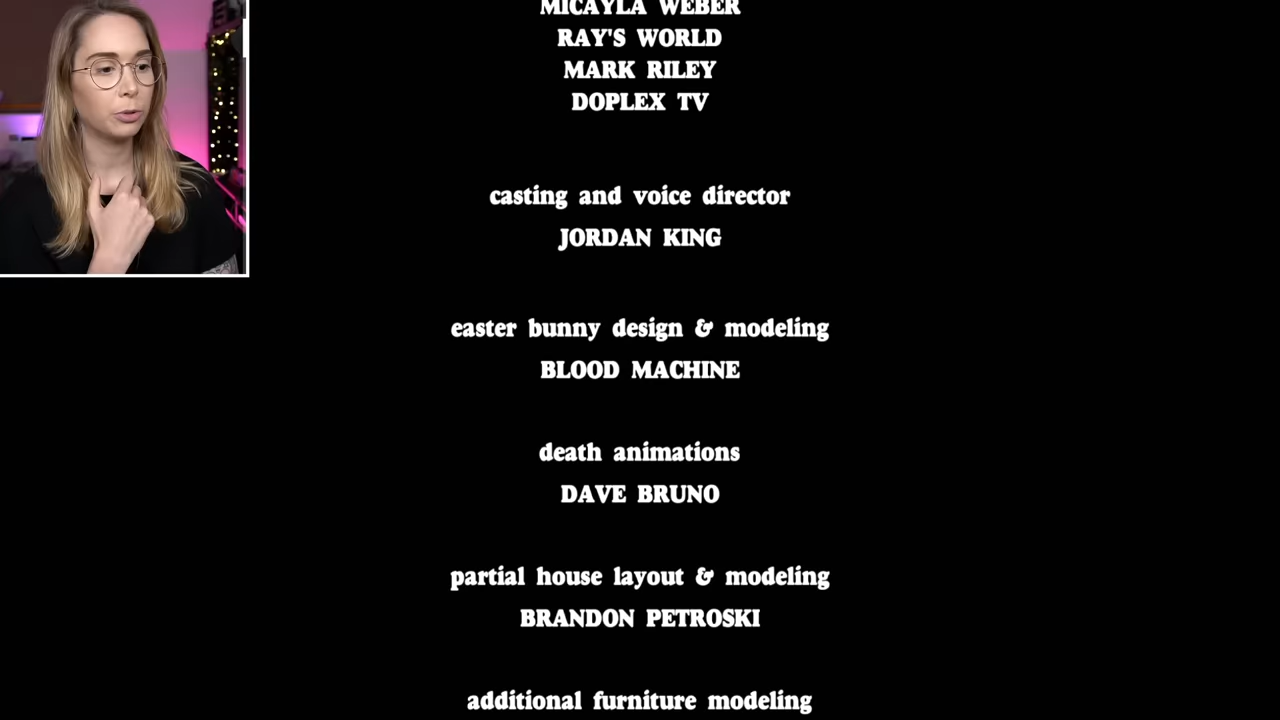 MICAYLA WEBER
RAY'S WORLD
MARK RILEY
DOPLEX TV
casting and voice director
JORDAN KING
easter bunny design & modeling
BLOOD MACHINE
death animations
DAVE BRUNO
partial house layout & modeling
BRANDON PETROSKI
additional furniture modeling